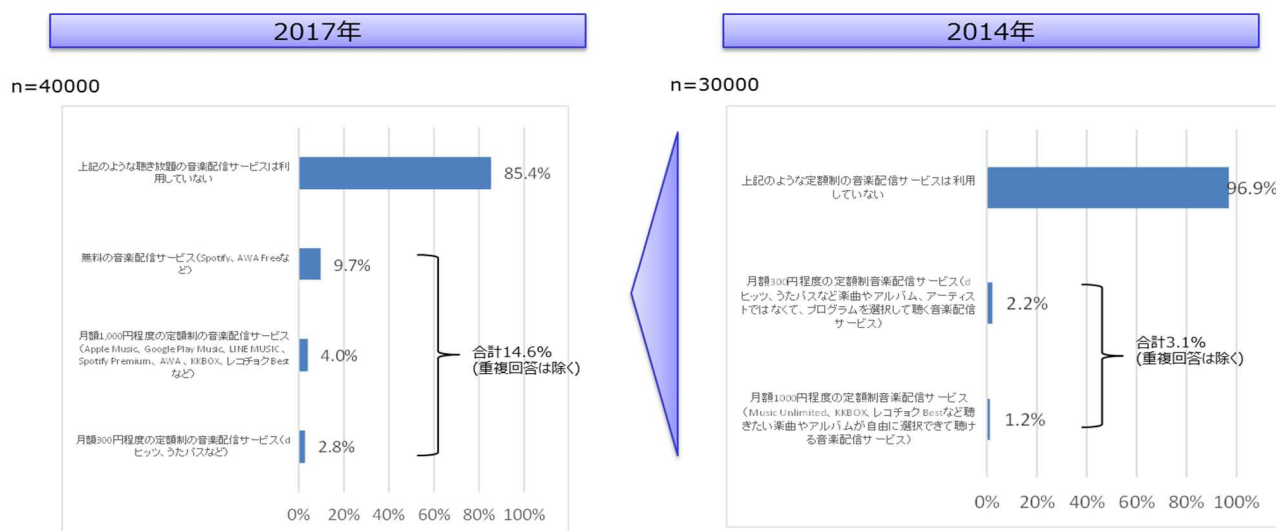 2017年
n=40000
上記のような聴き放題の音楽配信サービスは利
用していない
85.4%
無料の音楽配信サービス(Spotify、AWA Freeな
ど)
9.7%
月額1,000円程度の定額制の音楽配信サービス
(Apple Music、Google Play Music、LINE MUSIC、
Spotify Premium、AWA、KKBOX、レコチョクBest
など)
4.0%
月額300円程度の定額制の音楽配信サービス(d
ヒッツ、うたパスなど)
2.8%
合計14.6%
(重複回答は除く)
0% 20% 40% 60% 80% 100%
2014年
n=30000
0% 20% 40% 60% 80% 100%
上記のような定額制の音楽配信サービスは利用
していない
96.9%
月額300円程度の定額制音楽配信サービス(d
ヒッツ、うたパスなど楽曲やアルバム、アーティス
トではなくて、プログラムを選択して聴く音楽配信
サービス)
2.2%
月額1000円程度の定額制音楽配信サービス
(Music Unlimited、KKBOX、レコチョク Bestなど聴
きたい楽曲やアルバムが自由に選択できて聴け
る音楽配信サービス)
1.2%
合計3.1%
(重複回答は除く)